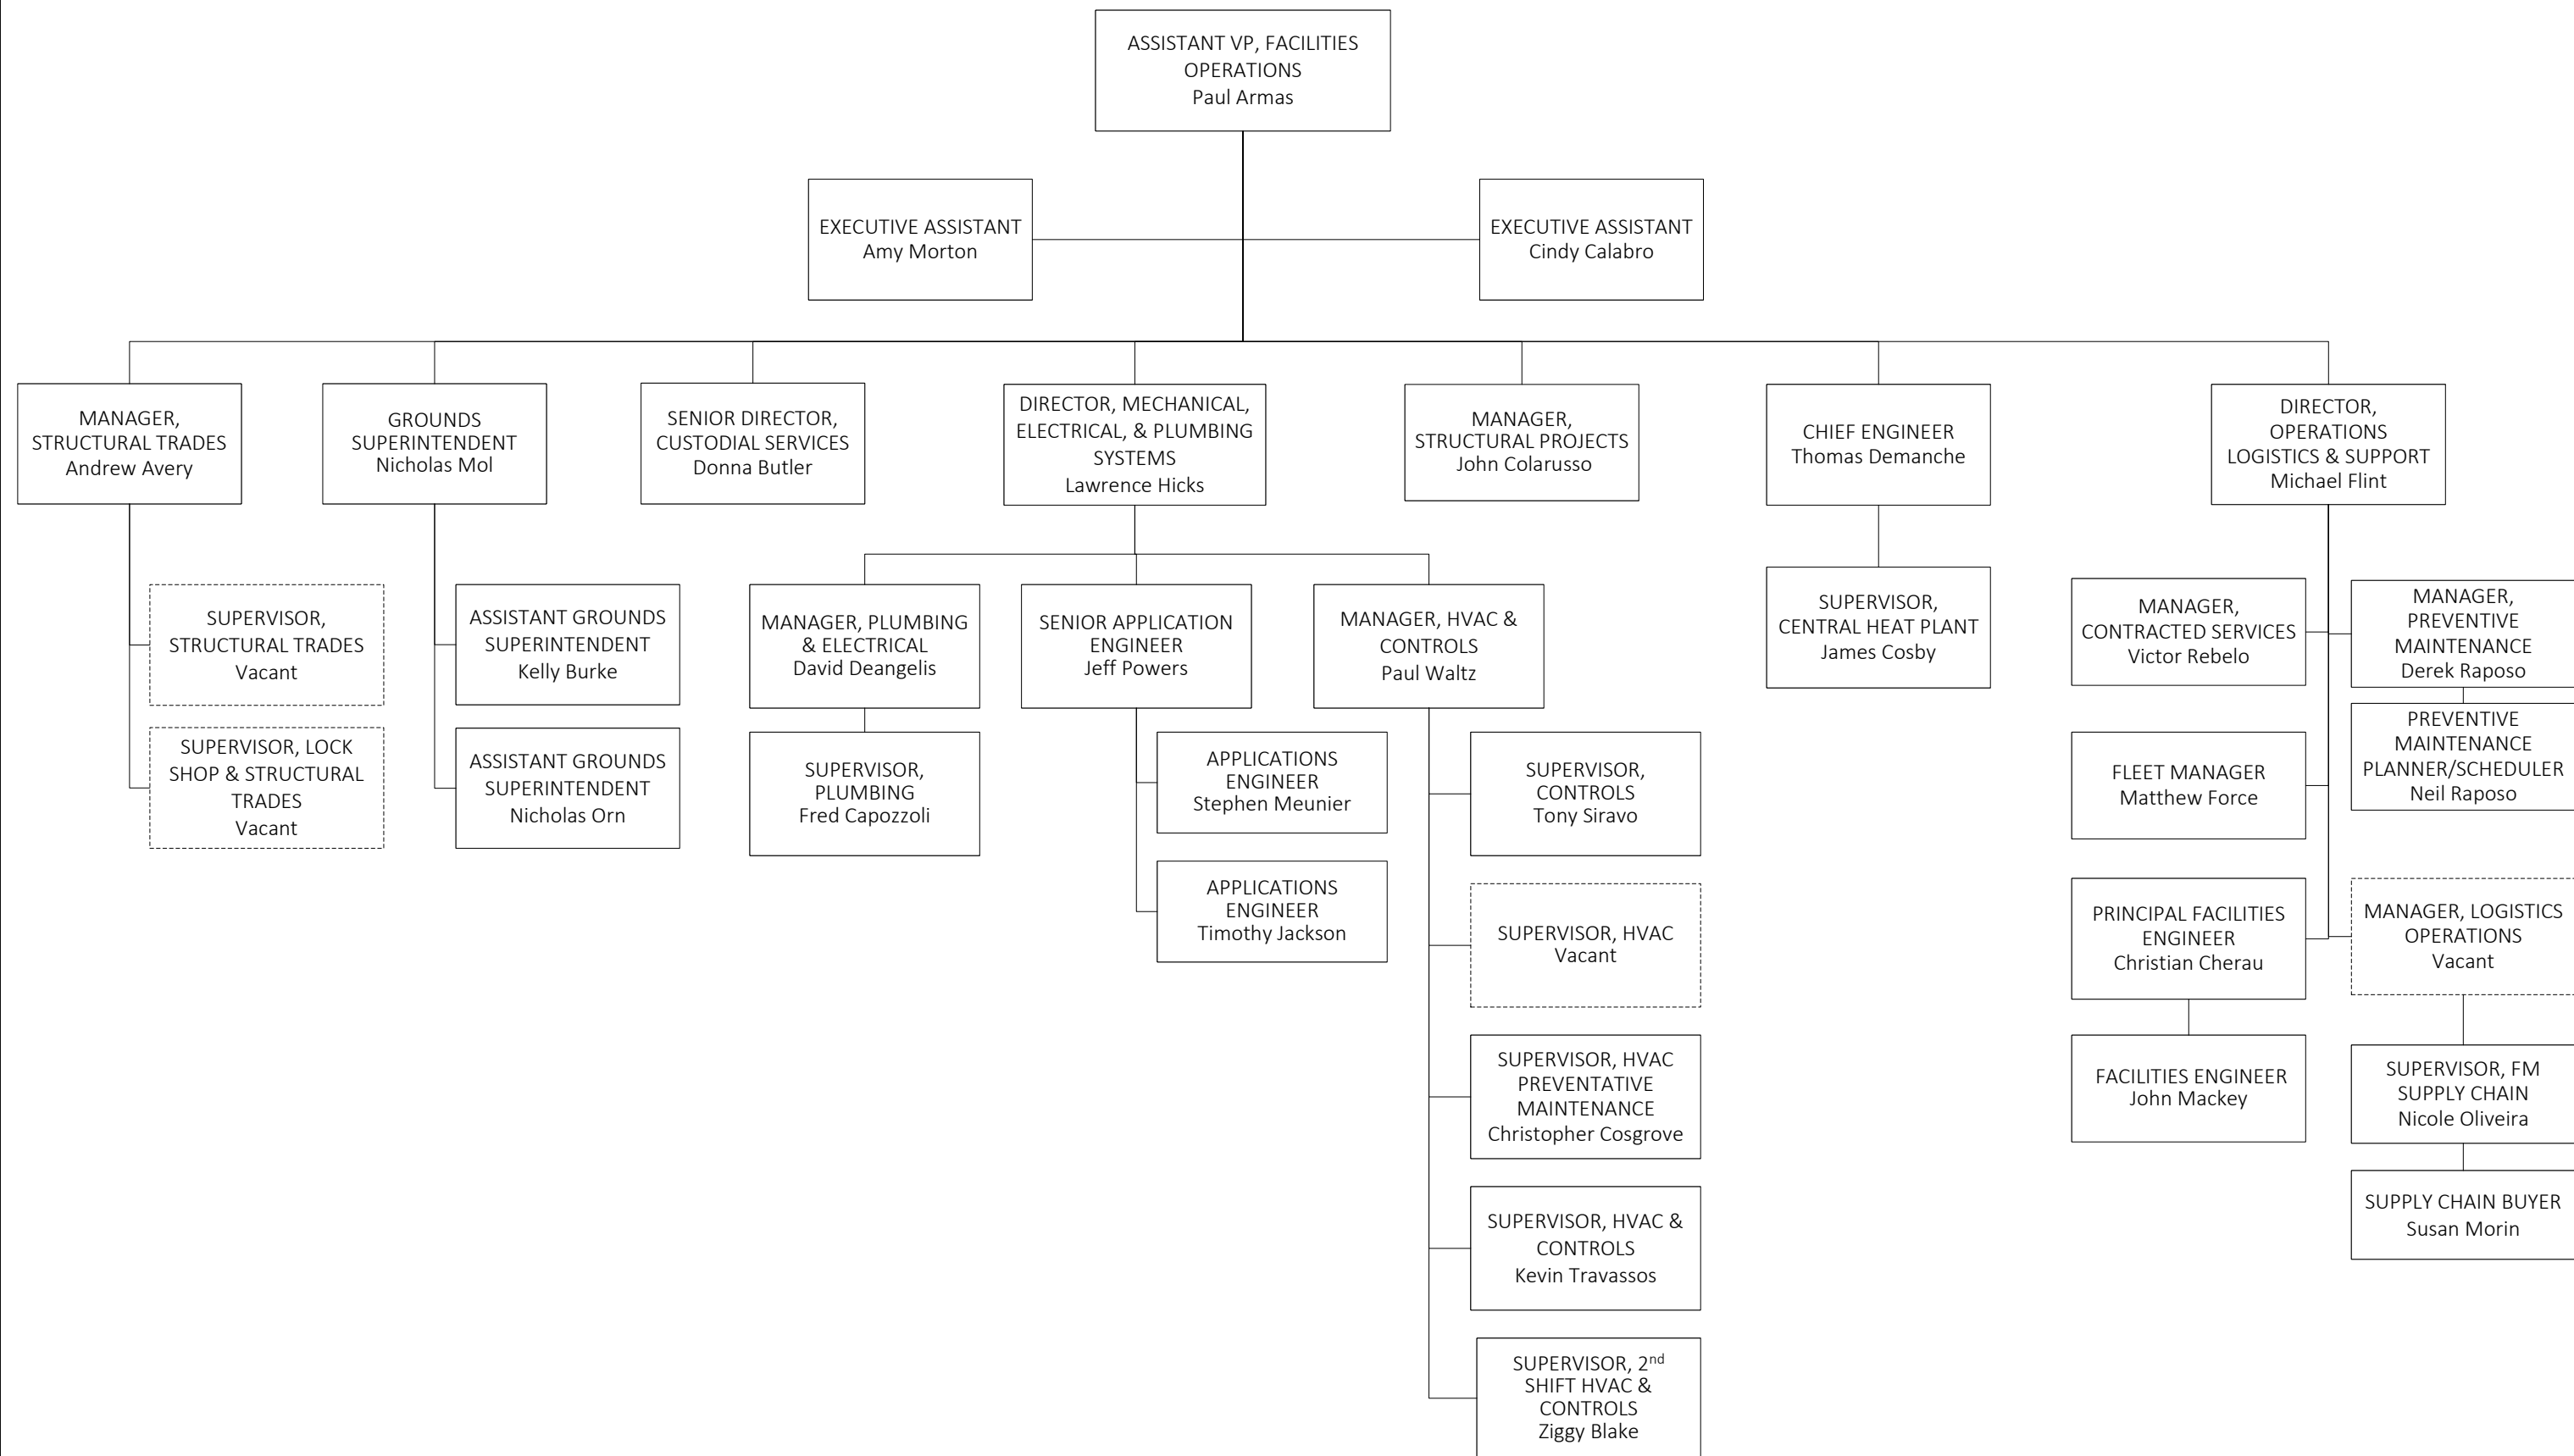 ASSISTANT VP, FACILITIES
OPERATIONS
Paul Armas
EXECUTIVE ASSISTANT
Amy Morton
EXECUTIVE ASSISTANT
Cindy Calabro
MANAGER,
STRUCTURAL TRADES
Andrew Avery
GROUNDS
SUPERINTENDENT
Nicholas Mol
SENIOR DIRECTOR,
CUSTODIAL SERVICES
Donna Butler
DIRECTOR, MECHANICAL,
ELECTRICAL, & PLUMBING
SYSTEMS
Lawrence Hicks
MANAGER,
STRUCTURAL PROJECTS
John Colarusso
CHIEF ENGINEER
Thomas Demanche
DIRECTOR,
OPERATIONS
LOGISTICS & SUPPORT
Michael Flint
SUPERVISOR,
STRUCTURAL TRADES
Vacant
SUPERVISOR, LOCK
SHOP & STRUCTURAL
TRADES
Vacant
ASSISTANT GROUNDS
SUPERINTENDENT
Kelly Burke
ASSISTANT GROUNDS
SUPERINTENDENT
Nicholas Orn
MANAGER, PLUMBING
& ELECTRICAL
David Deangelis
SUPERVISOR,
PLUMBING
Fred Capozzoli
SENIOR APPLICATION
ENGINEER
Jeff Powers
APPLICATIONS
ENGINEER
Stephen Meunier
APPLICATIONS
ENGINEER
Timothy Jackson
MANAGER, HVAC &
CONTROLS
Paul Waltz
SUPERVISOR,
CONTROLS
Tony Siravo
SUPERVISOR, HVAC
Vacant
SUPERVISOR, HVAC
PREVENTATIVE
MAINTENANCE
Christopher Cosgrove
SUPERVISOR, HVAC &
CONTROLS
Kevin Travassos
SUPERVISOR, 2nd
SHIFT HVAC &
CONTROLS
Ziggy Blake
SUPERVISOR,
CENTRAL HEAT PLANT
James Cosby
MANAGER,
CONTRACTED SERVICES
Victor Rebelo
FLEET MANAGER
Matthew Force
PRINCIPAL FACILITIES
ENGINEER
Christian Cherau
FACILITIES ENGINEER
John Mackey
MANAGER,
PREVENTIVE
MAINTENANCE
Derek Raposo
PREVENTIVE
MAINTENANCE
PLANNER/SCHEDULER
Neil Raposo
MANAGER, LOGISTICS
OPERATIONS
Vacant
SUPERVISOR, FM
SUPPLY CHAIN
Nicole Oliveira
SUPPLY CHAIN BUYER
Susan Morin